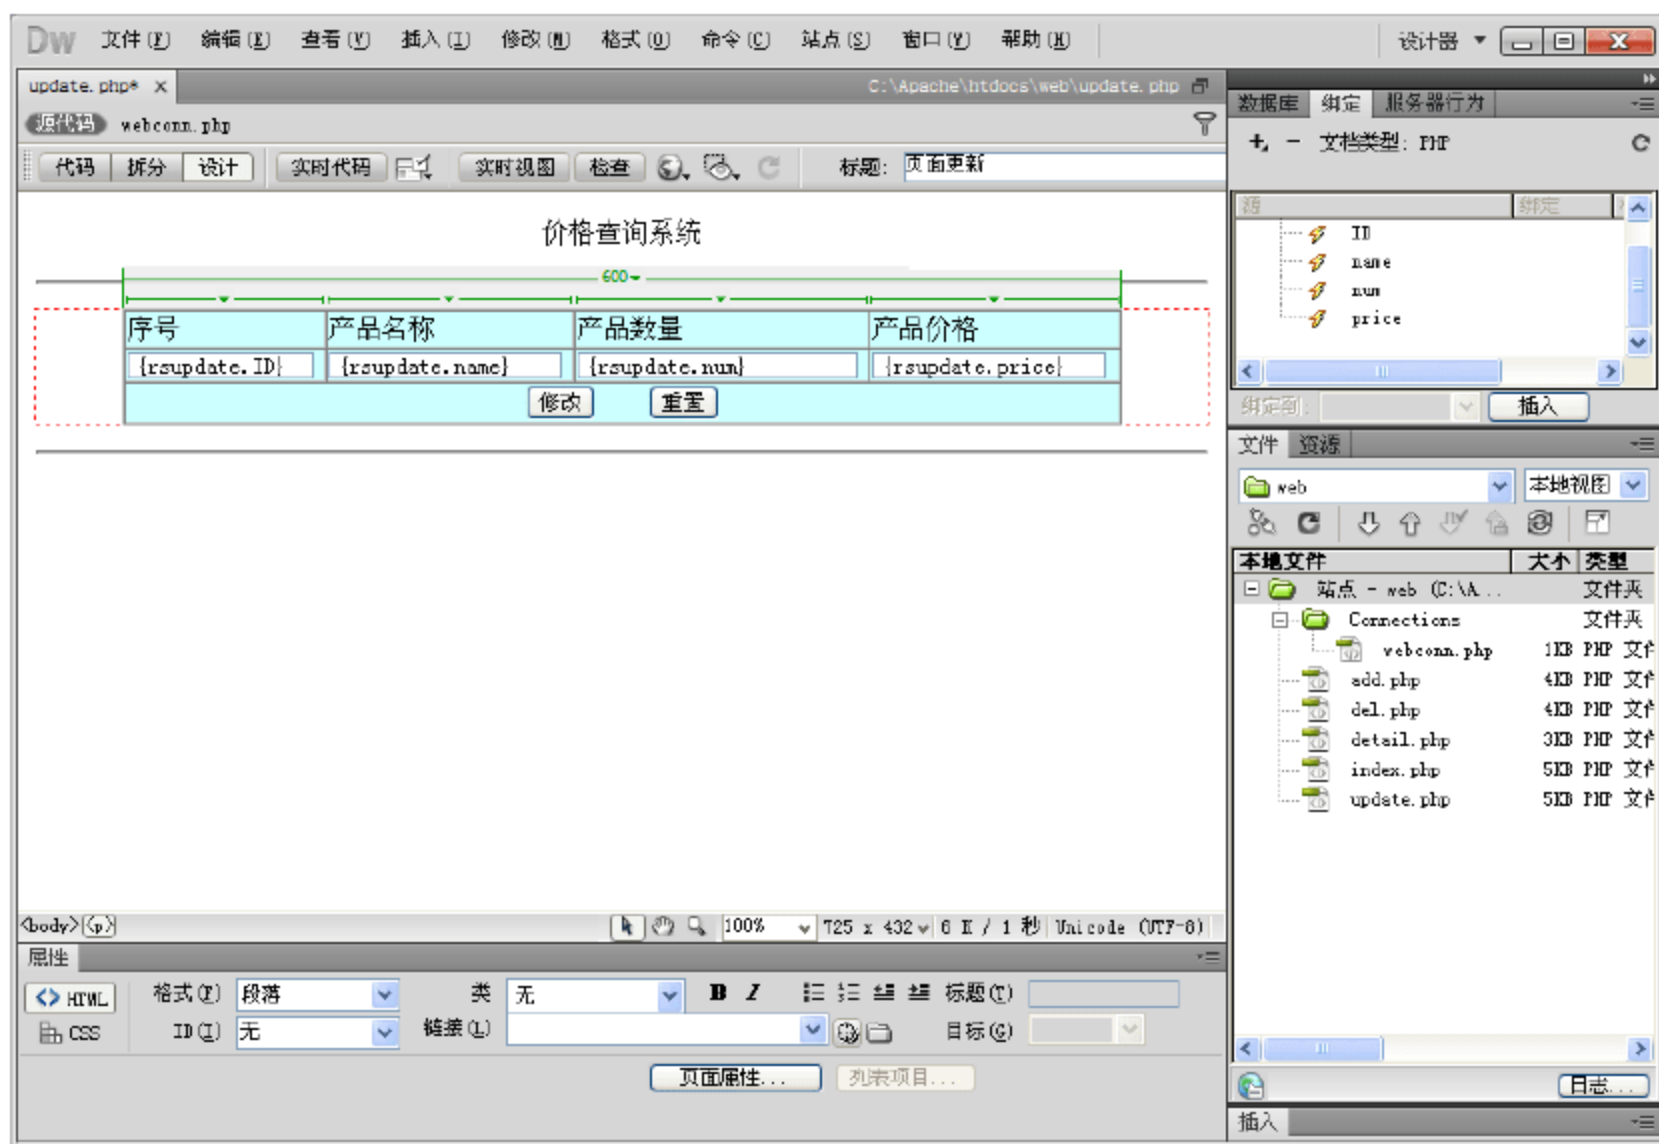 Dw 文件(F) 编辑(E) 查看(V) 插入(I) 修改(M) 格式(O) 命令(C) 站点(S) 窗口(W) 帮助(H) 设计器
update.php* × C:\Apache\htdocs\web\update.php
源代码 webconn.php
代码 拆分 设计 实时代码 实时视图 检查 标题: 页面更新
价格查询系统
600
序号 产品名称 产品数量 产品价格
{rsupdate.ID} {rsupdate.name} {rsupdate.num} {rsupdate.price}
修改 重置
<body> <p> 100% 725 x 432 6 K / 1 秒 Unicode (UTF-8)
属性
<> HTML 格式(F) 段落 类 无 B I 标题(T)
CSS ID(I) 无 链接(L) 目标(G)
页面属性... 列表项目...
数据库 绑定 服务器行为
+, − 文档类型: PHP
源 绑定
ID
name
num
price
绑定到: 插入
文件 资源
web 本地视图
本地文件 大小 类型
站点 - web (C:\A... 文件夹
Connections 文件夹
webconn.php 1KB PHP 文件
add.php 4KB PHP 文件
del.php 4KB PHP 文件
detail.php 3KB PHP 文件
index.php 5KB PHP 文件
update.php 5KB PHP 文件
日志...
插入